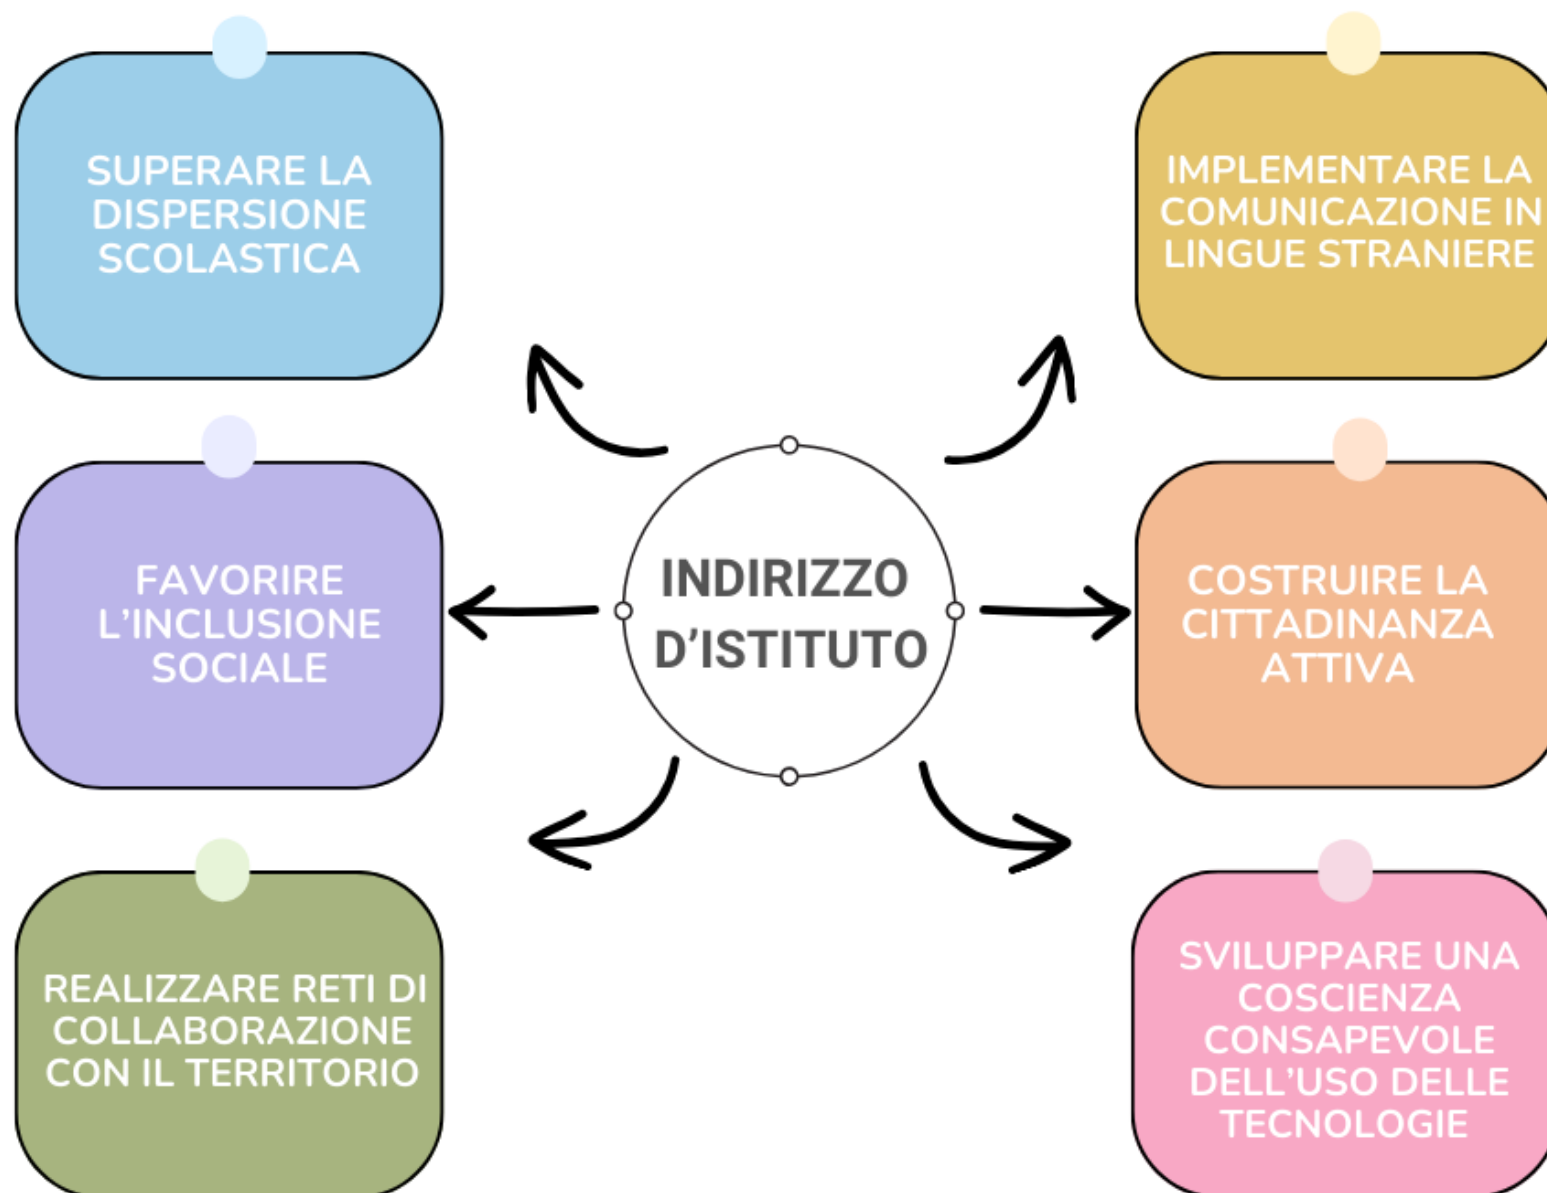 SUPERARE LA
DISPERSIONE
SCOLASTICA
IMPLEMENTARE LA
COMUNICAZIONE IN
LINGUE STRANIERE
FAVORIRE
L’INCLUSIONE
SOCIALE
INDIRIZZO
D’ISTITUTO
COSTRUIRE LA
CITTADINANZA
ATTIVA
REALIZZARE RETI DI
COLLABORAZIONE
CON IL TERRITORIO
SVILUPPARE UNA
COSCIENZA
CONSAPEVOLE
DELL’USO DELLE
TECNOLOGIE